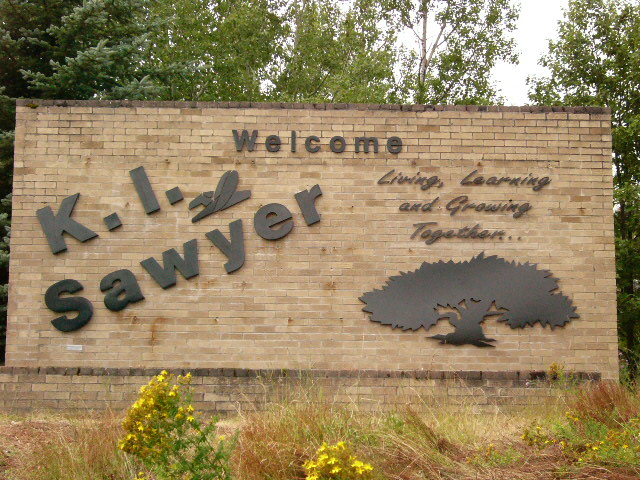 Welcome
K.I.
Sawyer
Living, Learning
and Growing
Together...